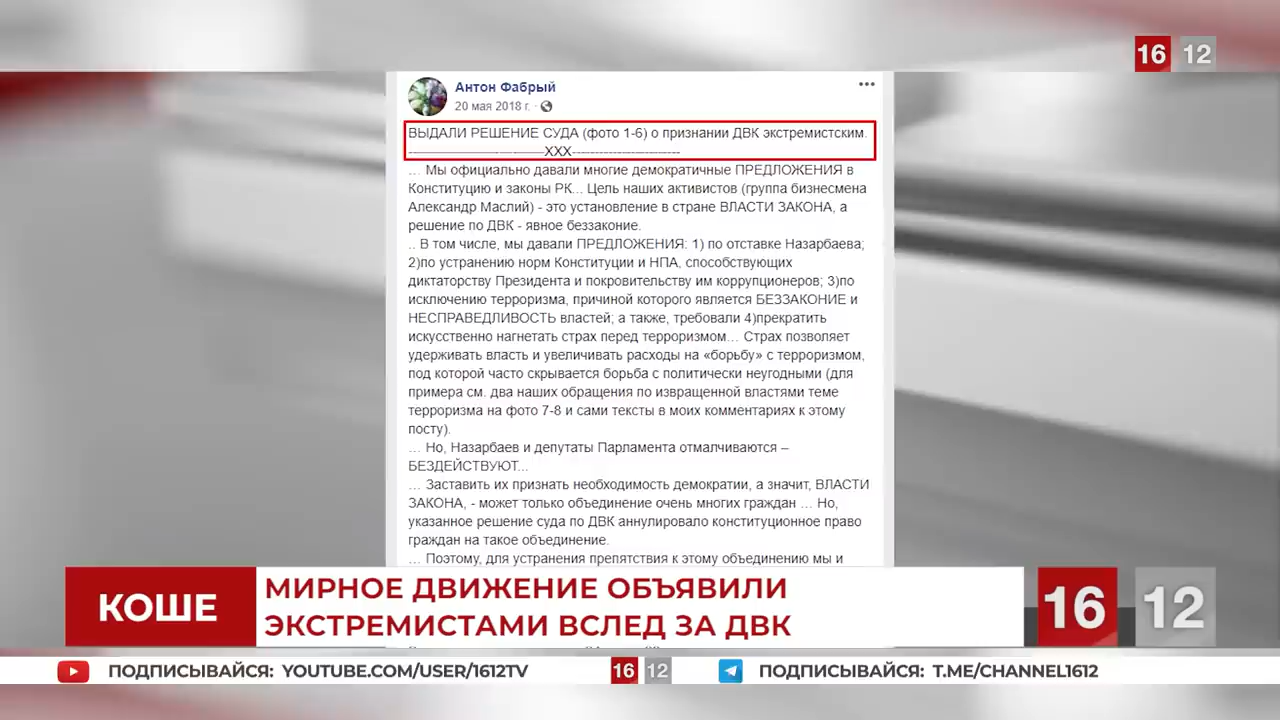 16 12
Антон Фабрый
20 мая 2018 г.
ВЫДАЛИ РЕШЕНИЕ СУДА (фото 1-6) о признании ДВК экстремистским.
-------------------------XXX-------------------------
… Мы официально давали многие демократичные ПРЕДЛОЖЕНИЯ в
Конституцию и законы РК... Цель наших активистов (группа бизнесмена
Александр Маслий) - это установление в стране ВЛАСТИ ЗАКОНА, а
решение по ДВК - явное беззаконие.
.. В том числе, мы давали ПРЕДЛОЖЕНИЯ: 1) по отставке Назарбаева;
2)по устранению норм Конституции и НПА, способствующих
диктаторству Президента и покровительству им коррупционеров; 3)по
исключению терроризма, причиной которого является БЕЗЗАКОНИЕ и
НЕСПРАВЕДЛИВОСТЬ властей; а также, требовали 4)прекратить
искусственно нагнетать страх перед терроризмом… Страх позволяет
удерживать власть и увеличивать расходы на «борьбу» с терроризмом,
под которой часто скрывается борьба с политически неугодными (для
примера см. два наших обращения по извращенной властями теме
терроризма на фото 7-8 и сами тексты в моих комментариях к этому
посту).
… Но, Назарбаев и депутаты Парламента отмалчиваются –
БЕЗДЕЙСТВУЮТ...
… Заставить их признать необходимость демократии, а значит, ВЛАСТИ
ЗАКОНА, - может только объединение очень многих граждан … Но,
указанное решение суда по ДВК аннулировало конституционное право
граждан на такое объединение.
… Поэтому, для устранения препятствия к этому объединению мы и
КОШЕ
МИРНОЕ ДВИЖЕНИЕ ОБЪЯВИЛИ
ЭКСТРЕМИСТАМИ ВСЛЕД ЗА ДВК
16 12
ПОДПИСЫВАЙСЯ: YOUTUBE.COM/USER/1612TV
16 12
ПОДПИСЫВАЙСЯ: T.ME/CHANNEL1612